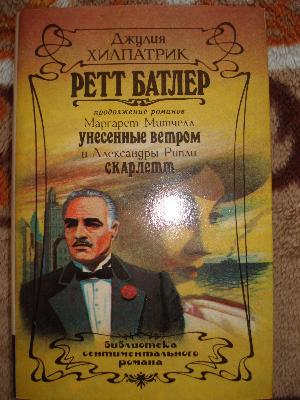 Джулия
ХИЛПАТРИК
РЕТТ БАТЛЕР
продолжение романов
Маргарет Митчелл
УНЕСЕННЫЕ ВЕТРОМ
и Александры Рипли
СКАРЛЕТТ
библиотека
сентиментального
романа